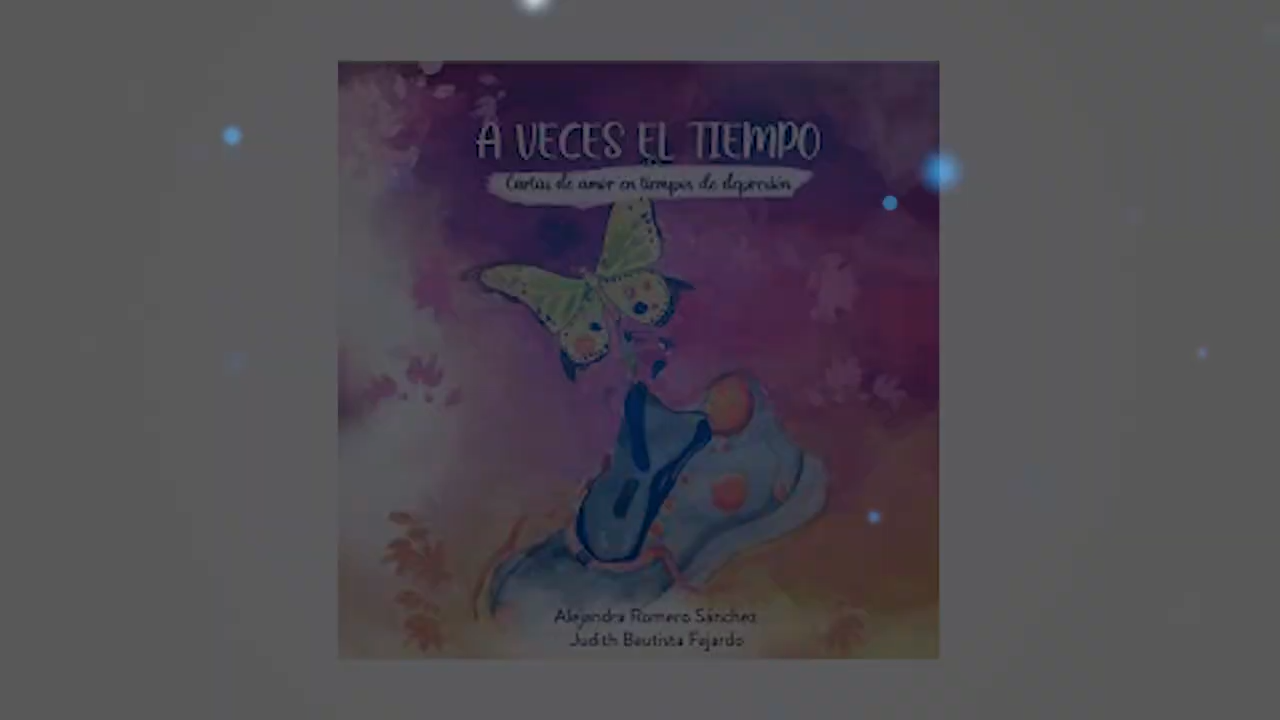 A VECES EL TIEMPO
Cartas de amor en tiempos de depresión
Alejandra Romero Sánchez
Judith Bautista Fajardo